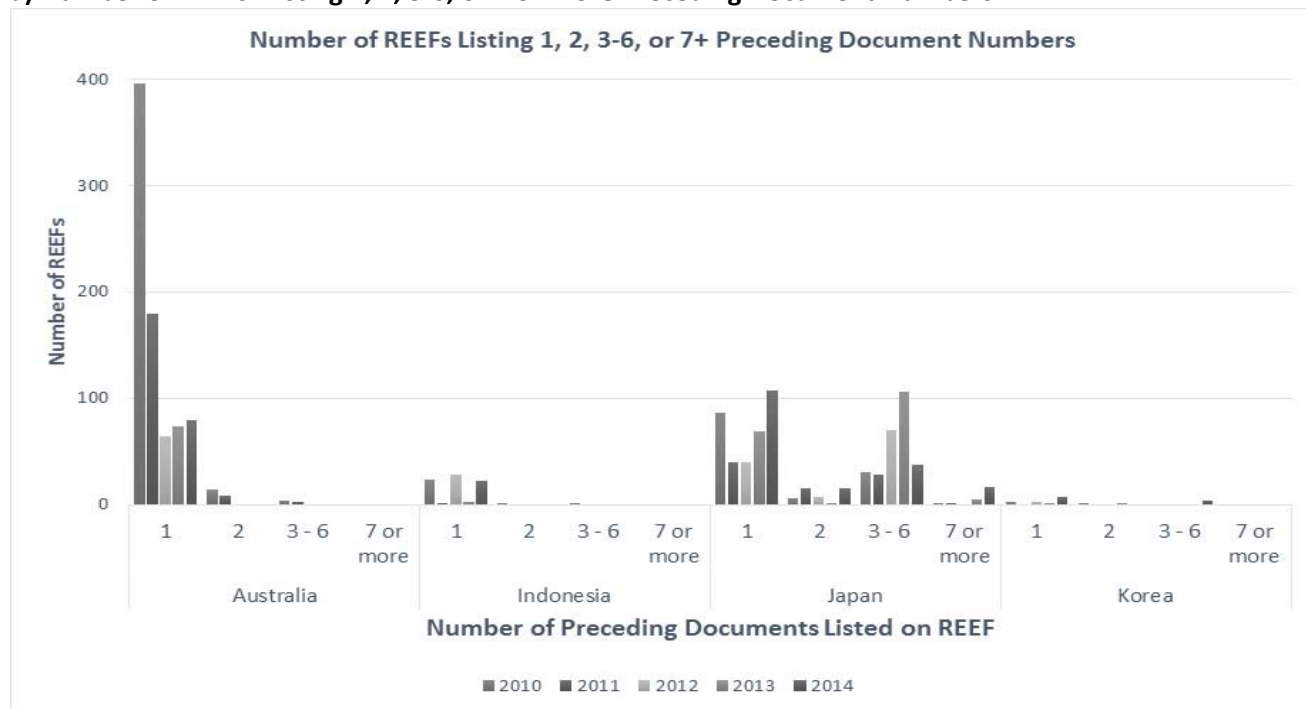 Number of REEFs Listing 1, 2, 3-6, or 7+ Preceding Document Numbers
Number of REEFs
400
300
200
100
0
1 2 3 - 6 7 or more 1 2 3 - 6 7 or more 1 2 3 - 6 7 or more 1 2 3 - 6 7 or more
Australia Indonesia Japan Korea
Number of Preceding Documents Listed on REEF
2010 2011 2012 2013 2014